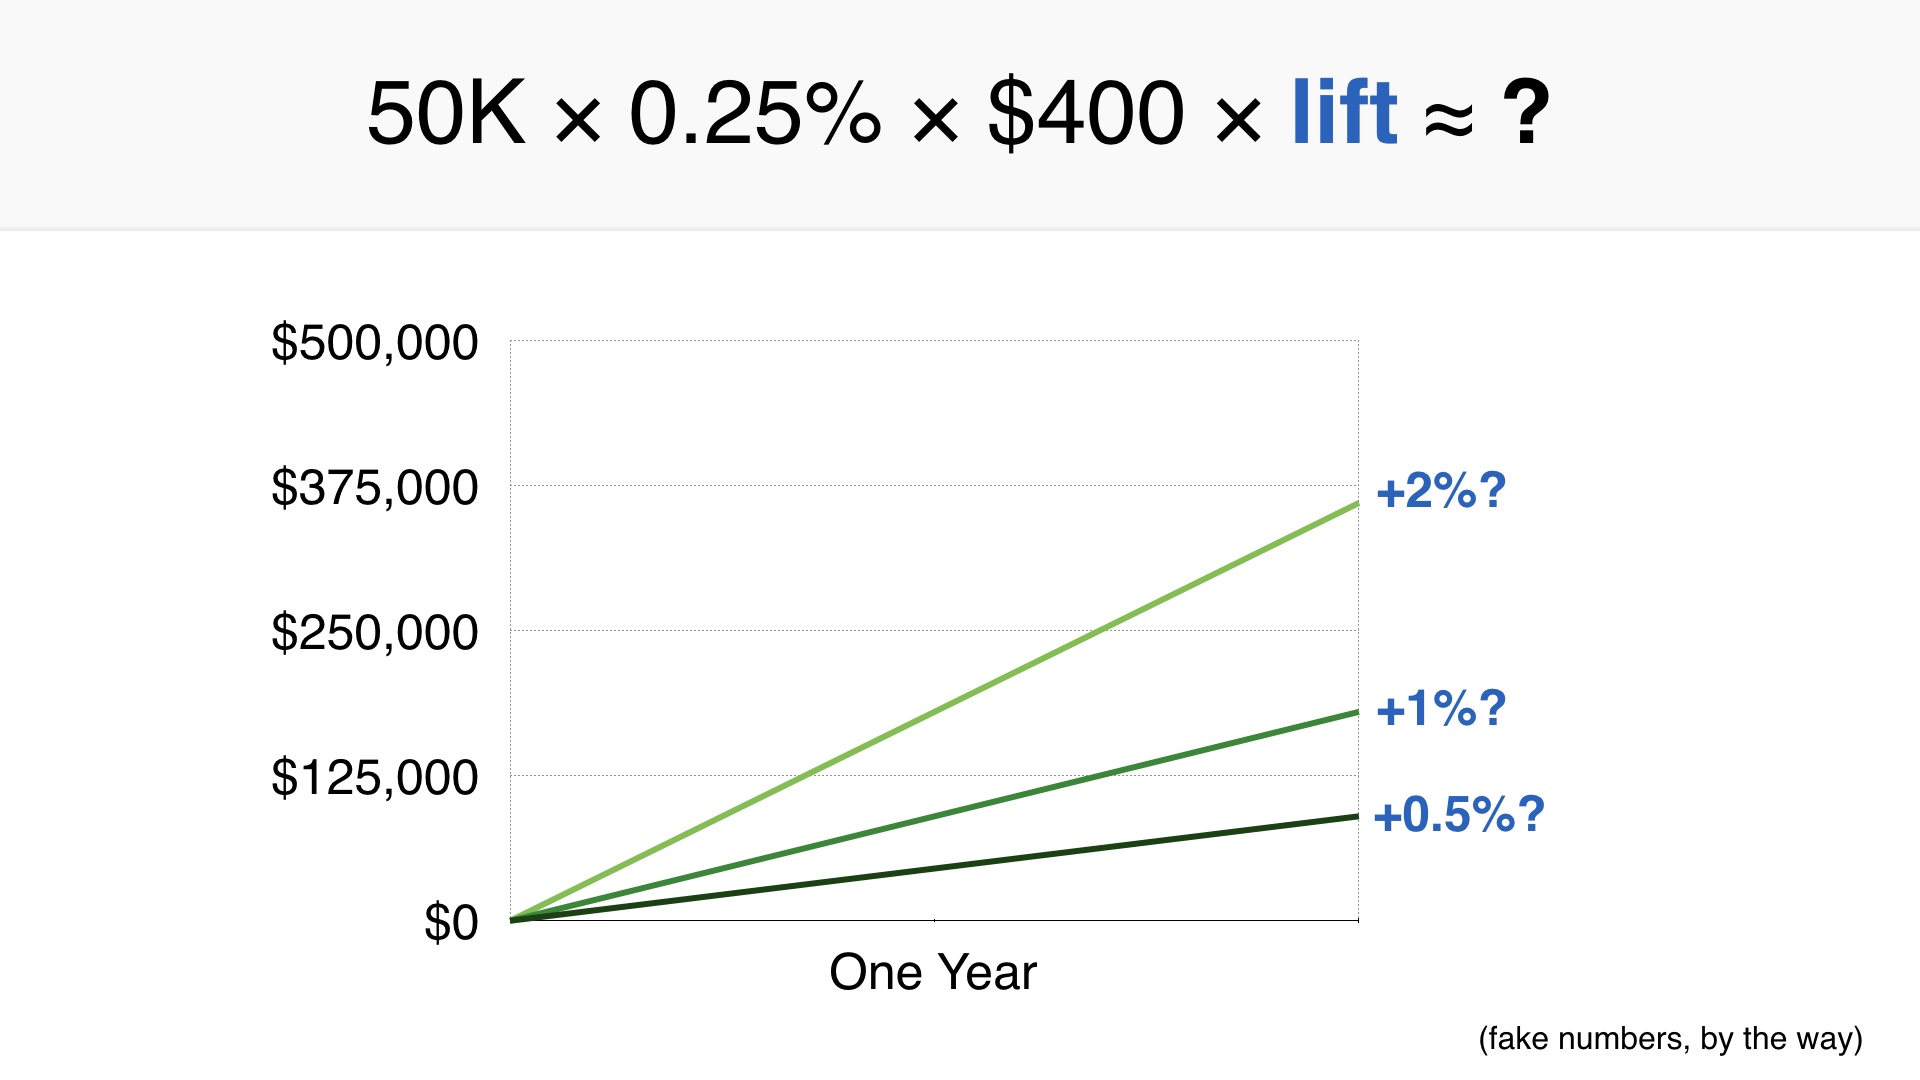 50K × 0.25% × $400 × lift ≈ ?
$500,000
$375,000
+2%?
$250,000
+1%?
$125,000
+0.5%?
$0
One Year
(fake numbers, by the way)